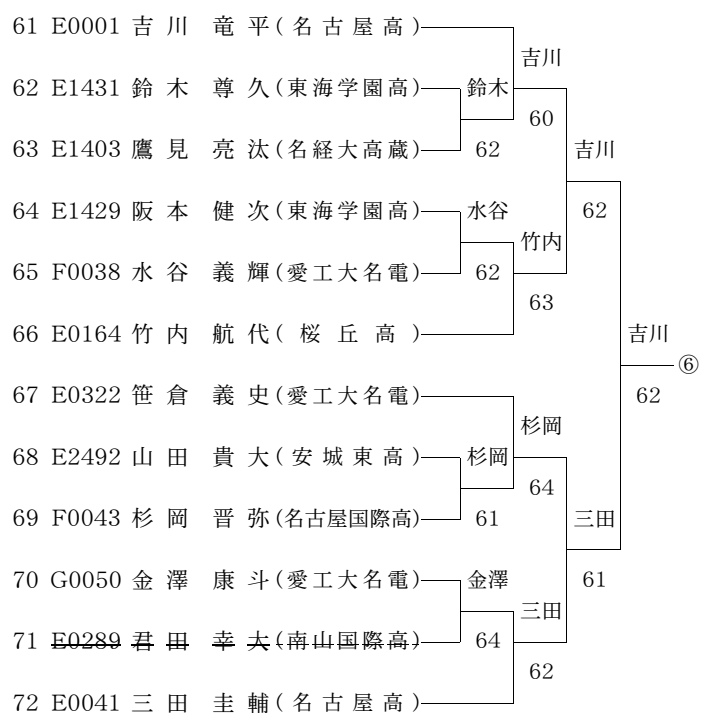 61 E0001 吉川 竜平(名古屋高)
吉川
62 E1431 鈴木 尊久(東海学園高) 鈴木
60
63 E1403 鷹見 亮汰(名経大高蔵) 62 吉川
64 E1429 阪本 健次(東海学園高) 水谷 62
竹内
65 F0038 水谷 義輝(愛工大名電) 62
63
66 E0164 竹内 航代(桜丘高) 吉川
⑥
67 E0322 笹倉 義史(愛工大名電) 62
杉岡
68 E2492 山田 貴大(安城東高) 杉岡
64
69 F0043 杉岡 晋弥(名古屋国際高) 61 三田
70 G0050 金澤 康斗(愛工大名電) 金澤 61
三田
71 E0289 君田 幸大(南山国際高) 64
62
72 E0041 三田 圭輔(名古屋高)